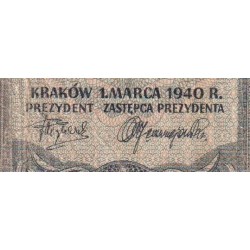 KRAKÓW 1.MARCA 1940 R.
PREZYDENT ZASTĘPCA PREZYDENTA